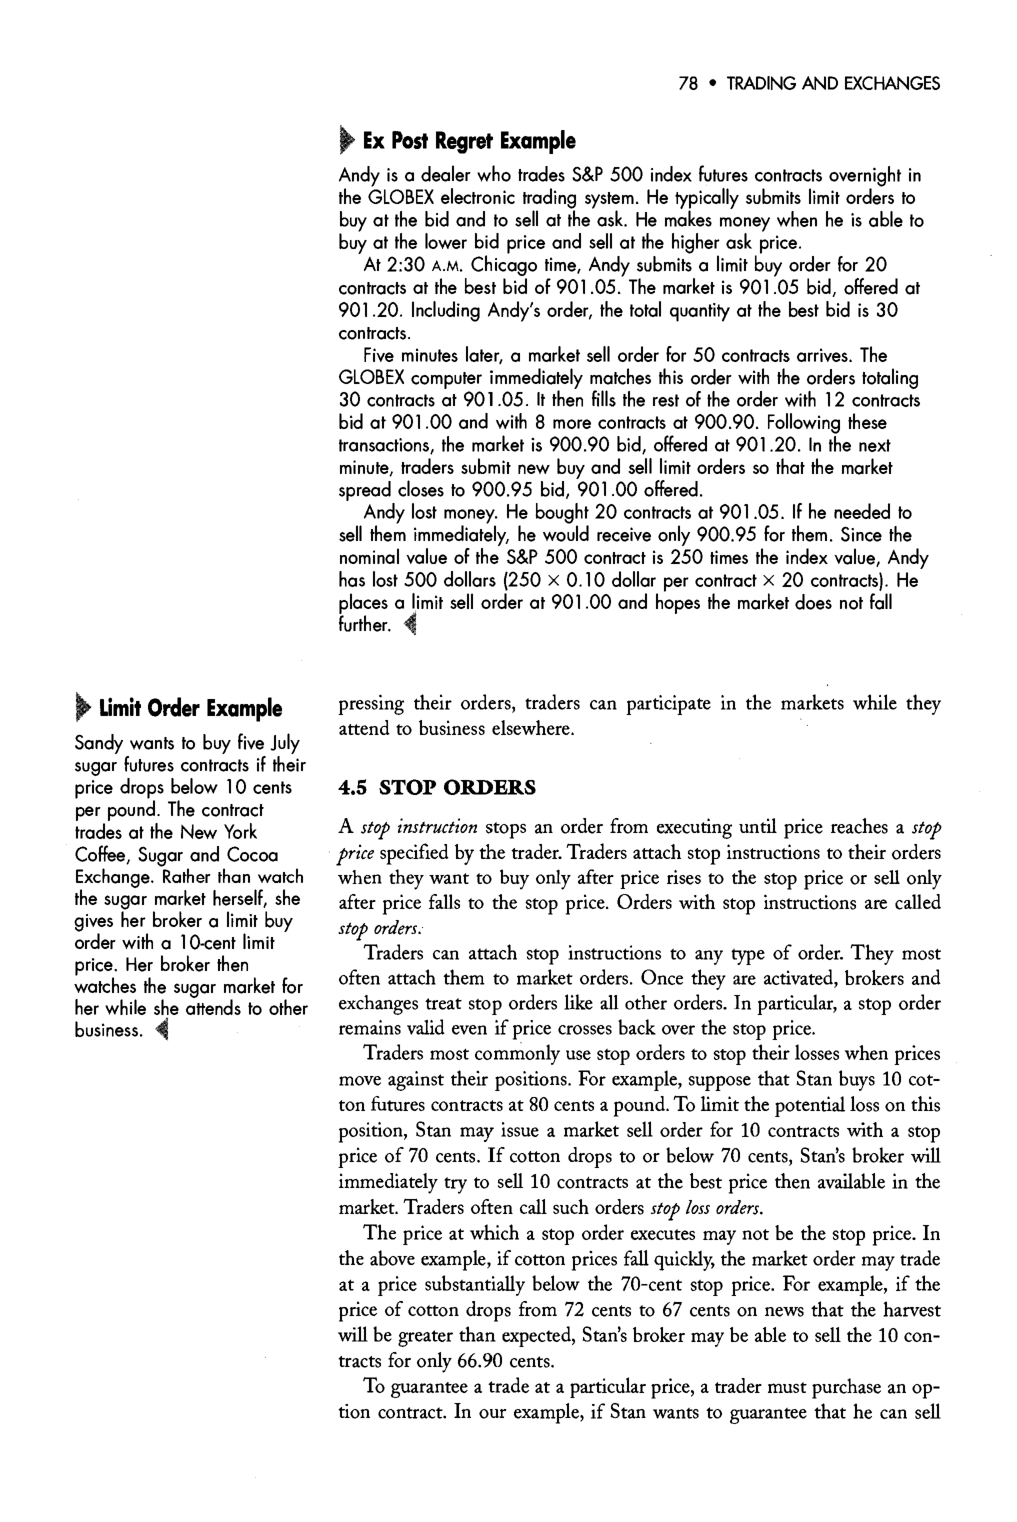 78 • TRADING AND EXCHANGES
Ex Post Regret Example
Andy is a dealer who trades S&P 500 index futures contracts overnight in
the GLOBEX electronic trading system. He typically submits limit orders to
buy at the bid and to sell at the ask. He makes money when he is able to
buy at the lower bid price and sell at the higher ask price.
At 2:30 A.M. Chicago time, Andy submits a limit buy order for 20
contracts at the best bid of 901.05. The market is 901.05 bid, offered at
901.20. Including Andy's order, the total quantity at the best bid is 30
contracts.
Five minutes later, a market sell order for 50 contracts arrives. The
GLOBEX computer immediately matches this order with the orders totaling
30 contracts at 901.05. It then fills the rest of the order with 12 contracts
bid at 901.00 and with 8 more contracts at 900.90. Following these
transactions, the market is 900.90 bid, offered at 901.20. In the next
minute, traders submit new buy and sell limit orders so that the market
spread closes to 900.95 bid, 901.00 offered.
Andy lost money. He bought 20 contracts at 901.05. If he needed to
sell them immediately, he would receive only 900.95 for them. Since the
nominal value of the S&P 500 contract is 250 times the index value, Andy
has lost 500 dollars (250 × 0.10 dollar per contract × 20 contracts). He
places a limit sell order at 901.00 and hopes the market does not fall
further.
Limit Order Example
Sandy wants to buy five July
sugar futures contracts if their
price drops below 10 cents
per pound. The contract
trades at the New York
Coffee, Sugar and Cocoa
Exchange. Rather than watch
the sugar market herself, she
gives her broker a limit buy
order with a 10-cent limit
price. Her broker then
watches the sugar market for
her while she attends to other
business.
pressing their orders, traders can participate in the markets while they
attend to business elsewhere.
4.5 STOP ORDERS
A stop instruction stops an order from executing until price reaches a stop
price specified by the trader. Traders attach stop instructions to their orders
when they want to buy only after price rises to the stop price or sell only
after price falls to the stop price. Orders with stop instructions are called
stop orders.
Traders can attach stop instructions to any type of order. They most
often attach them to market orders. Once they are activated, brokers and
exchanges treat stop orders like all other orders. In particular, a stop order
remains valid even if price crosses back over the stop price.
Traders most commonly use stop orders to stop their losses when prices
move against their positions. For example, suppose that Stan buys 10 cot-
ton futures contracts at 80 cents a pound. To limit the potential loss on this
position, Stan may issue a market sell order for 10 contracts with a stop
price of 70 cents. If cotton drops to or below 70 cents, Stan's broker will
immediately try to sell 10 contracts at the best price then available in the
market. Traders often call such orders stop loss orders.
The price at which a stop order executes may not be the stop price. In
the above example, if cotton prices fall quickly, the market order may trade
at a price substantially below the 70-cent stop price. For example, if the
price of cotton drops from 72 cents to 67 cents on news that the harvest
will be greater than expected, Stan's broker may be able to sell the 10 con-
tracts for only 66.90 cents.
To guarantee a trade at a particular price, a trader must purchase an op-
tion contract. In our example, if Stan wants to guarantee that he can sell